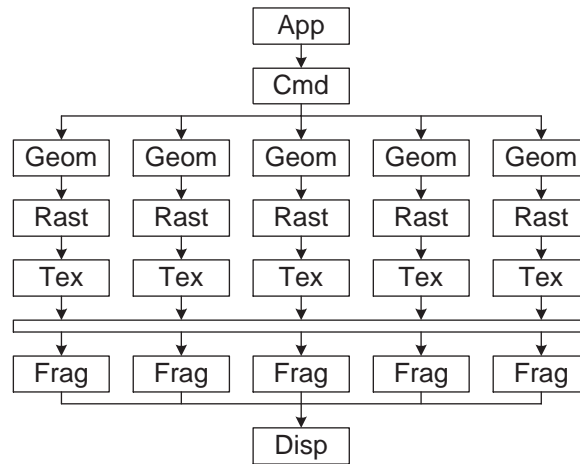 App
Cmd
Geom Geom Geom Geom Geom
Rast Rast Rast Rast Rast
Tex Tex Tex Tex Tex
Frag Frag Frag Frag Frag
Disp